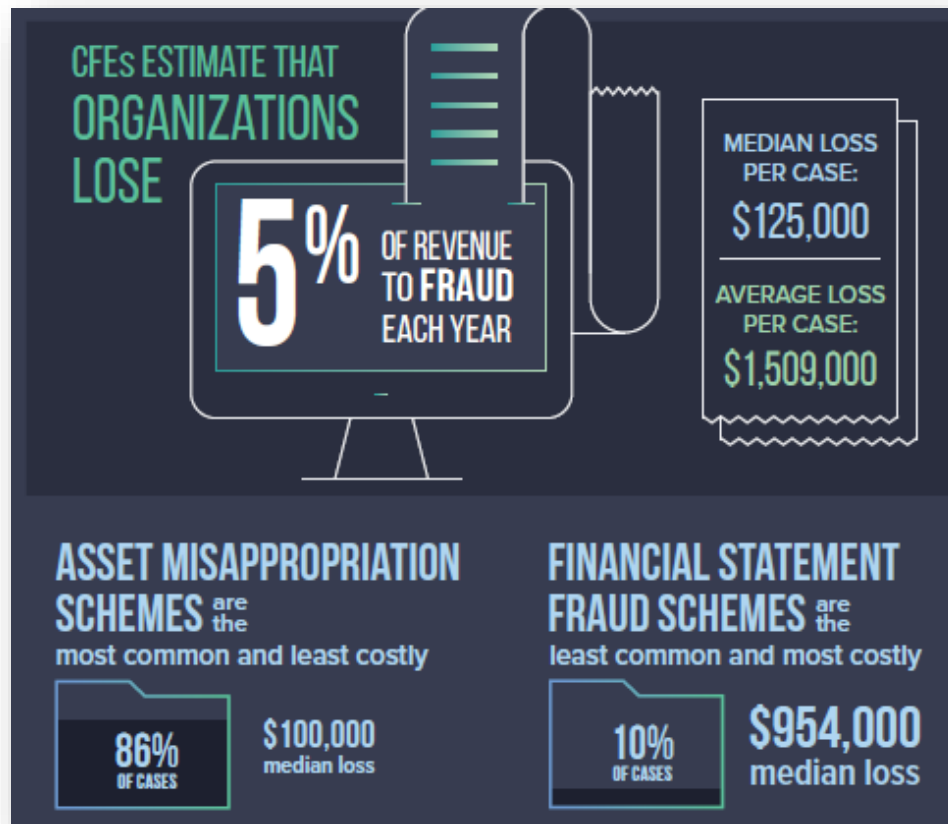 CFEs ESTIMATE THAT
ORGANIZATIONS
LOSE
5% OF REVENUE
TO FRAUD
EACH YEAR
MEDIAN LOSS
PER CASE:
$125,000
AVERAGE LOSS
PER CASE:
$1,509,000
ASSET MISAPPROPRIATION
SCHEMES are the
most common and least costly
86%
OF CASES
$100,000
median loss
FINANCIAL STATEMENT
FRAUD SCHEMES are the
least common and most costly
10%
OF CASES
$954,000
median loss